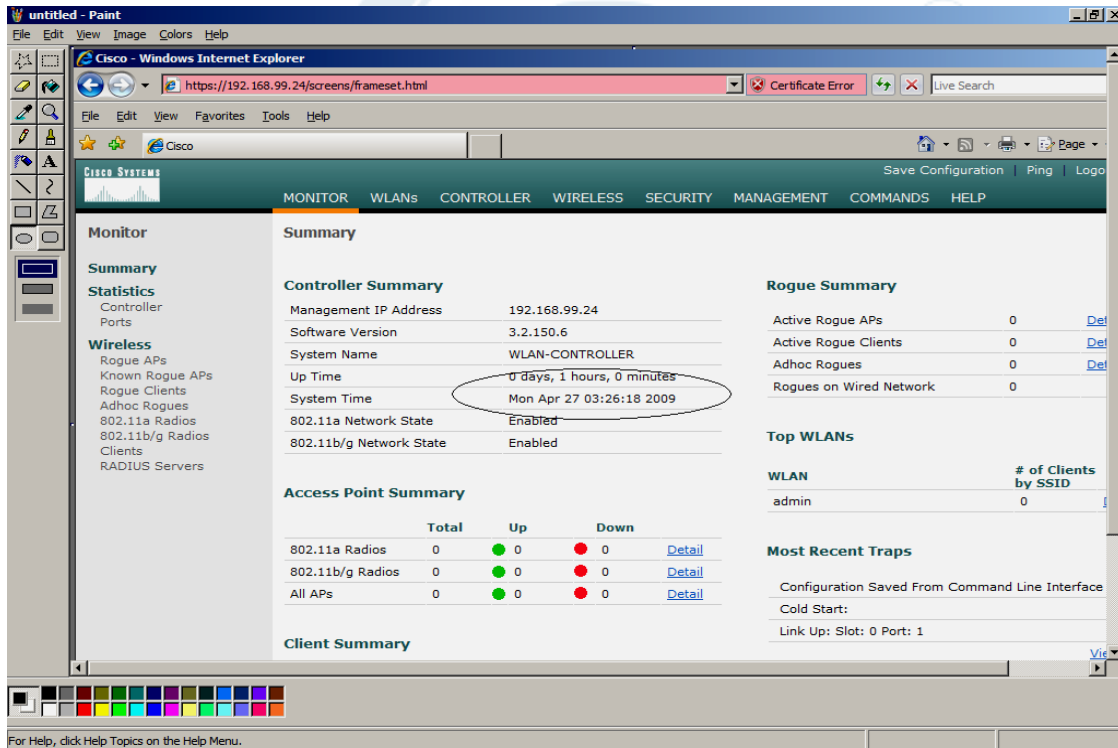 untitled - Paint
File Edit View Image Colors Help
Cisco - Windows Internet Explorer
https://192.168.99.24/screens/frameset.html Certificate Error Live Search
File Edit View Favorites Tools Help
Cisco Page
CISCO SYSTEMS
Save Configuration | Ping | Logo
MONITOR WLANs CONTROLLER WIRELESS SECURITY MANAGEMENT COMMANDS HELP
Monitor
Summary
Statistics
Controller
Ports
Wireless
Rogue APs
Known Rogue APs
Rogue Clients
Adhoc Rogues
802.11a Radios
802.11b/g Radios
Clients
RADIUS Servers
Summary
Controller Summary
Management IP Address 192.168.99.24
Software Version 3.2.150.6
System Name WLAN-CONTROLLER
Up Time 0 days, 1 hours, 0 minutes
System Time Mon Apr 27 03:26:18 2009
802.11a Network State Enabled
802.11b/g Network State Enabled
Access Point Summary
Total Up Down
802.11a Radios 0 0 0 Detail
802.11b/g Radios 0 0 0 Detail
All APs 0 0 0 Detail
Client Summary
Rogue Summary
Active Rogue APs 0 Det
Active Rogue Clients 0 Det
Adhoc Rogues 0 Det
Rogues on Wired Network 0
Top WLANs
WLAN # of Clients by SSID
admin 0
Most Recent Traps
Configuration Saved From Command Line Interface
Cold Start:
Link Up: Slot: 0 Port: 1
Vie
For Help, click Help Topics on the Help Menu.